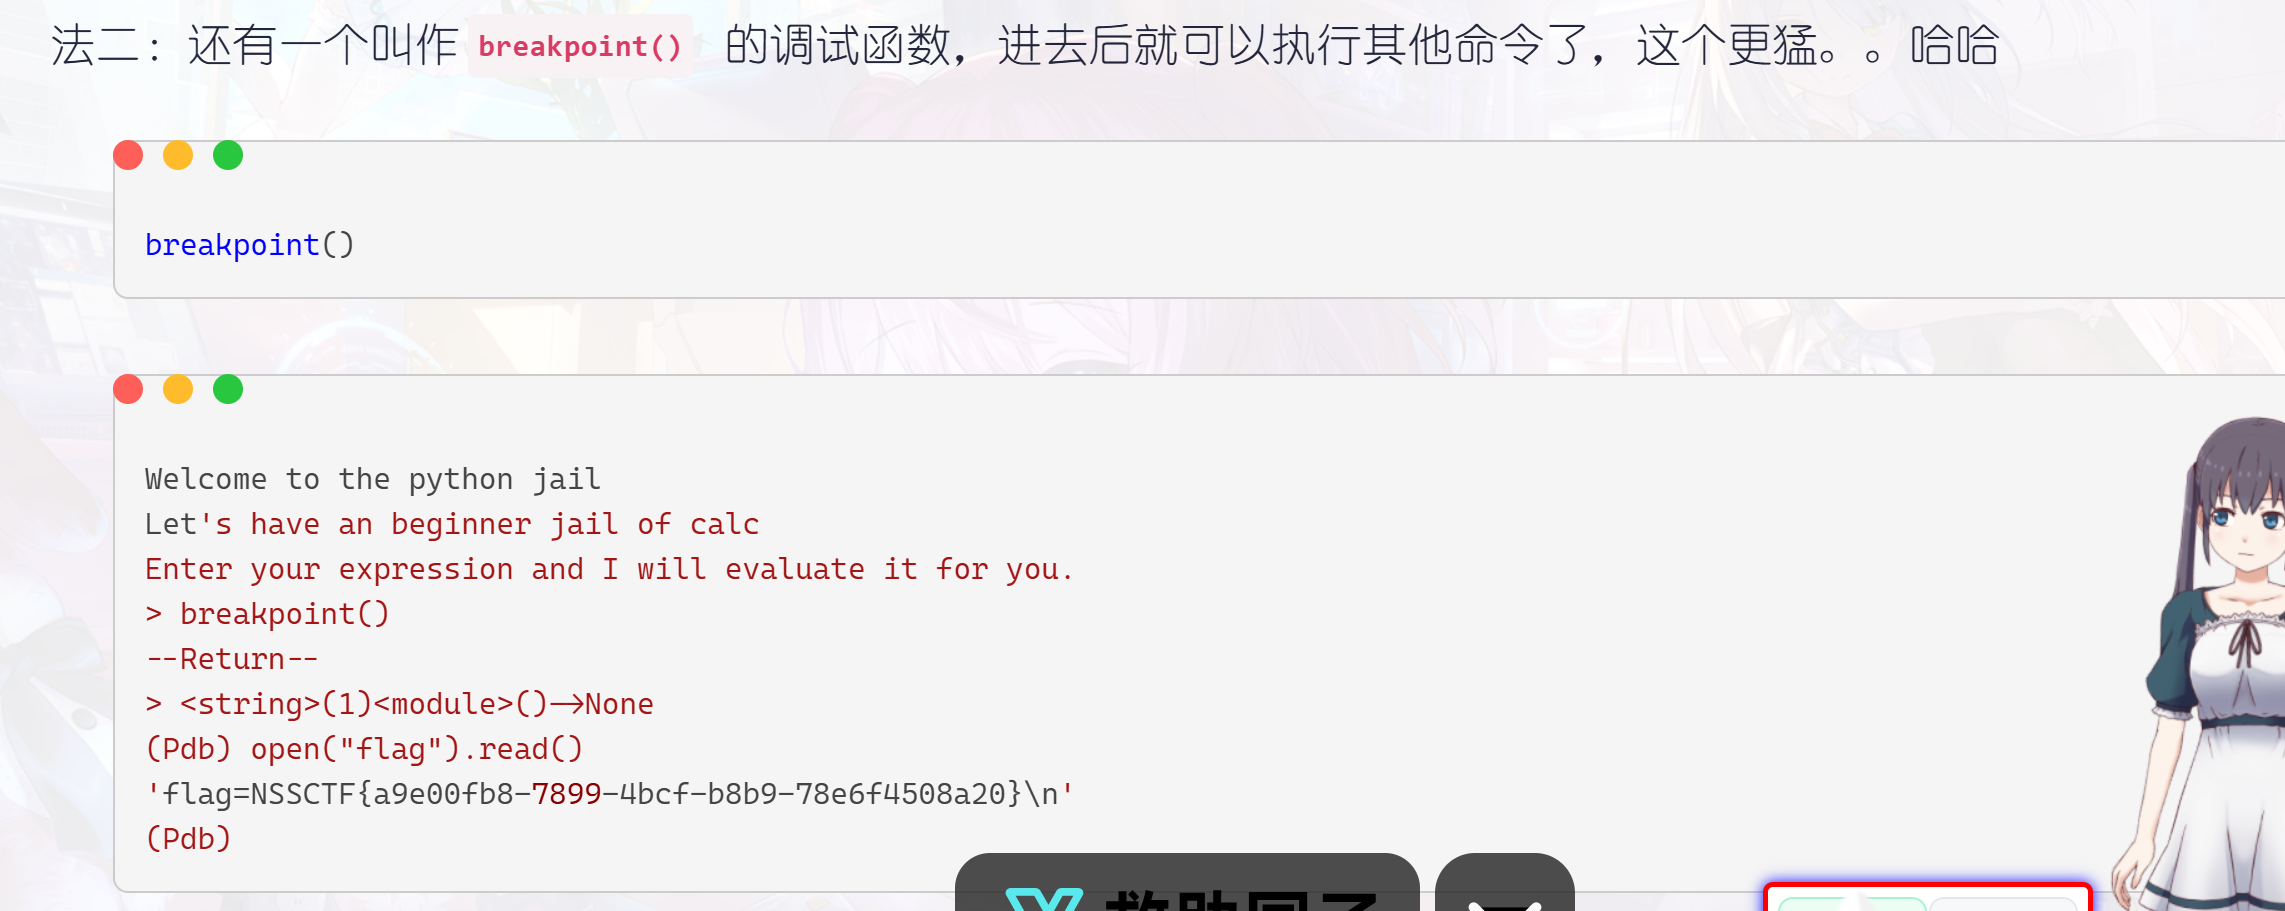 法二：还有一个叫作 breakpoint() 的调试函数，进去后就可以执行其他命令了，这个更猛。。哈哈
breakpoint()
Welcome to the python jail
Let's have an beginner jail of calc
Enter your expression and I will evaluate it for you.
> breakpoint()
--Return--
> <string>(1)<module>()->None
(Pdb) open("flag").read()
'flag=NSSCTF{a9e00fb8-7899-4bcf-b8b9-78e6f4508a20}\n'
(Pdb)